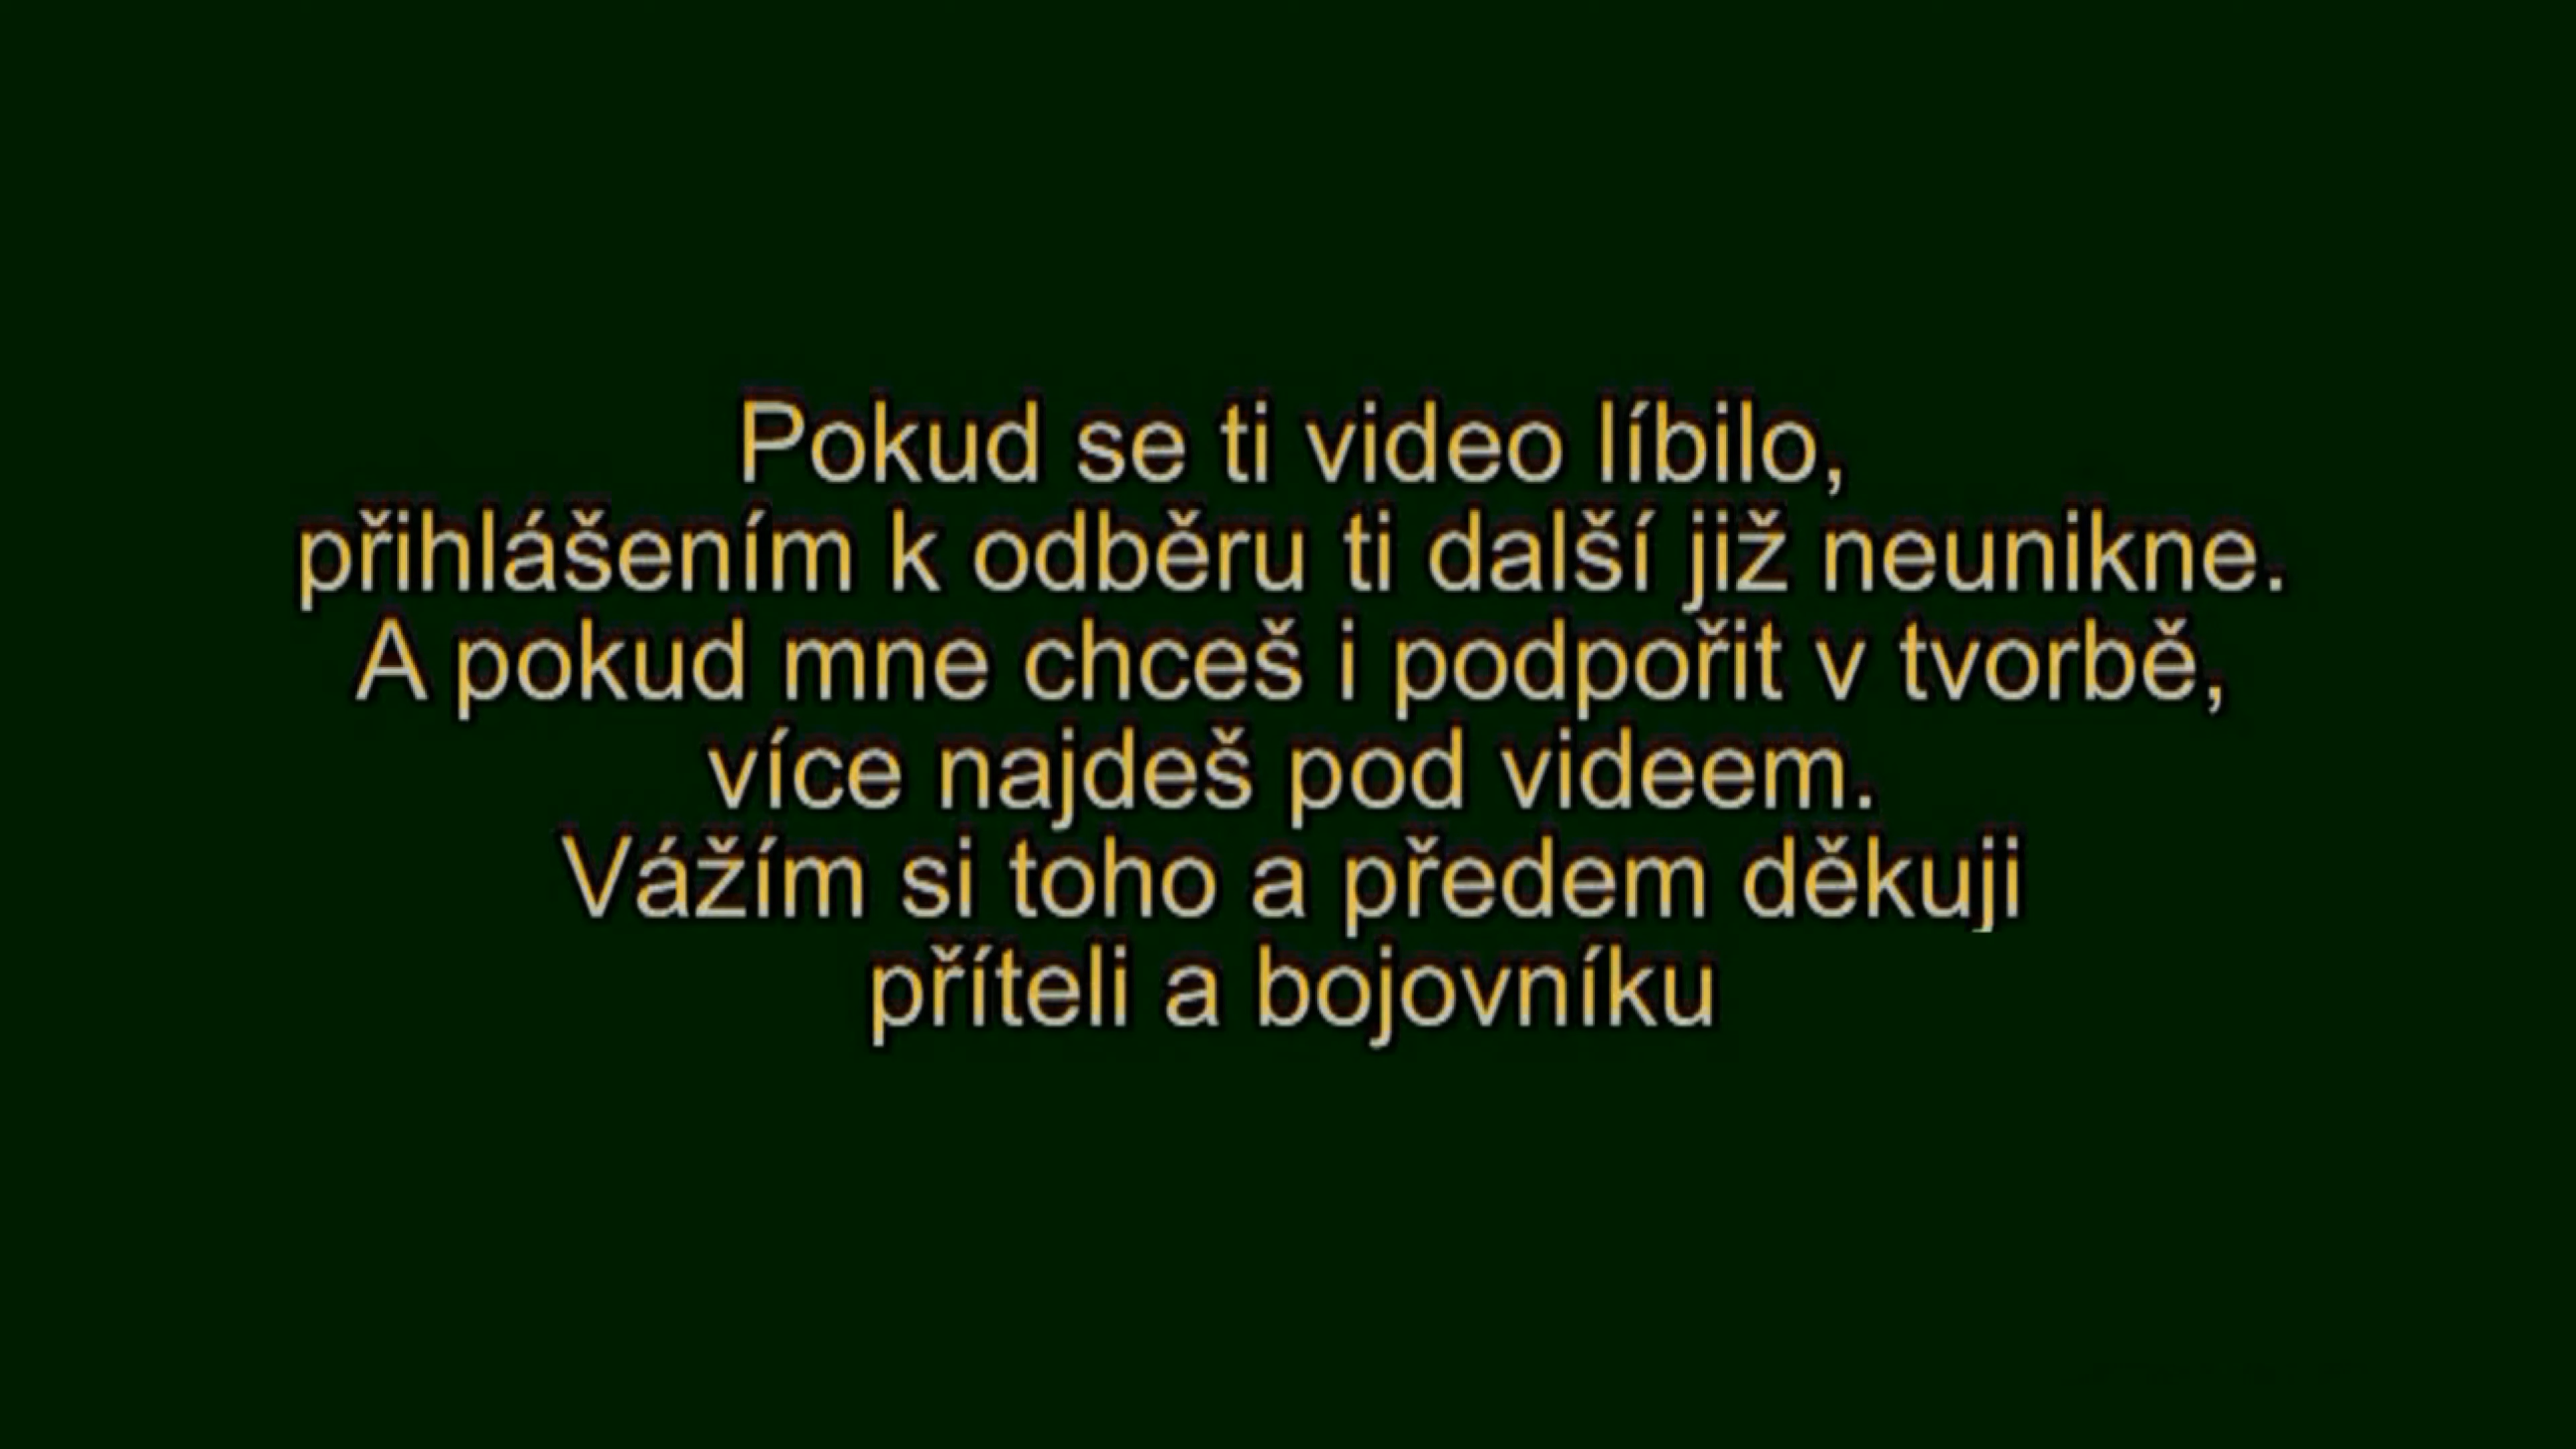 Pokud se ti video líbilo,
přihlášením k odběru ti další již neunikne.
A pokud mne chceš i podpořit v tvorbě,
více najdeš pod videem.
Vážím si toho a předem děkuji
příteli a bojovníku